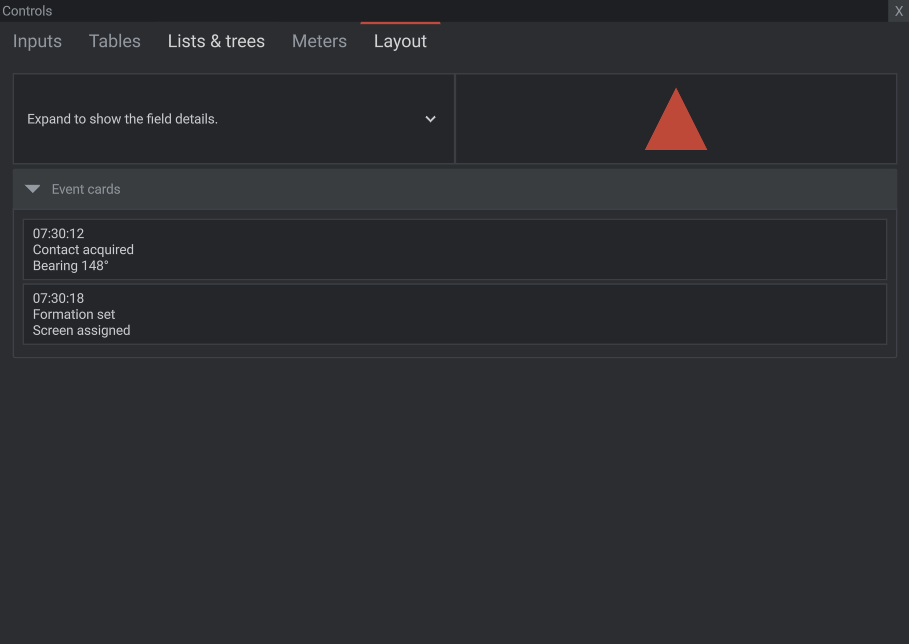 Controls X
Inputs Tables Lists & trees Meters Layout
Expand to show the field details.
Event cards
07:30:12
Contact acquired
Bearing 148°
07:30:18
Formation set
Screen assigned